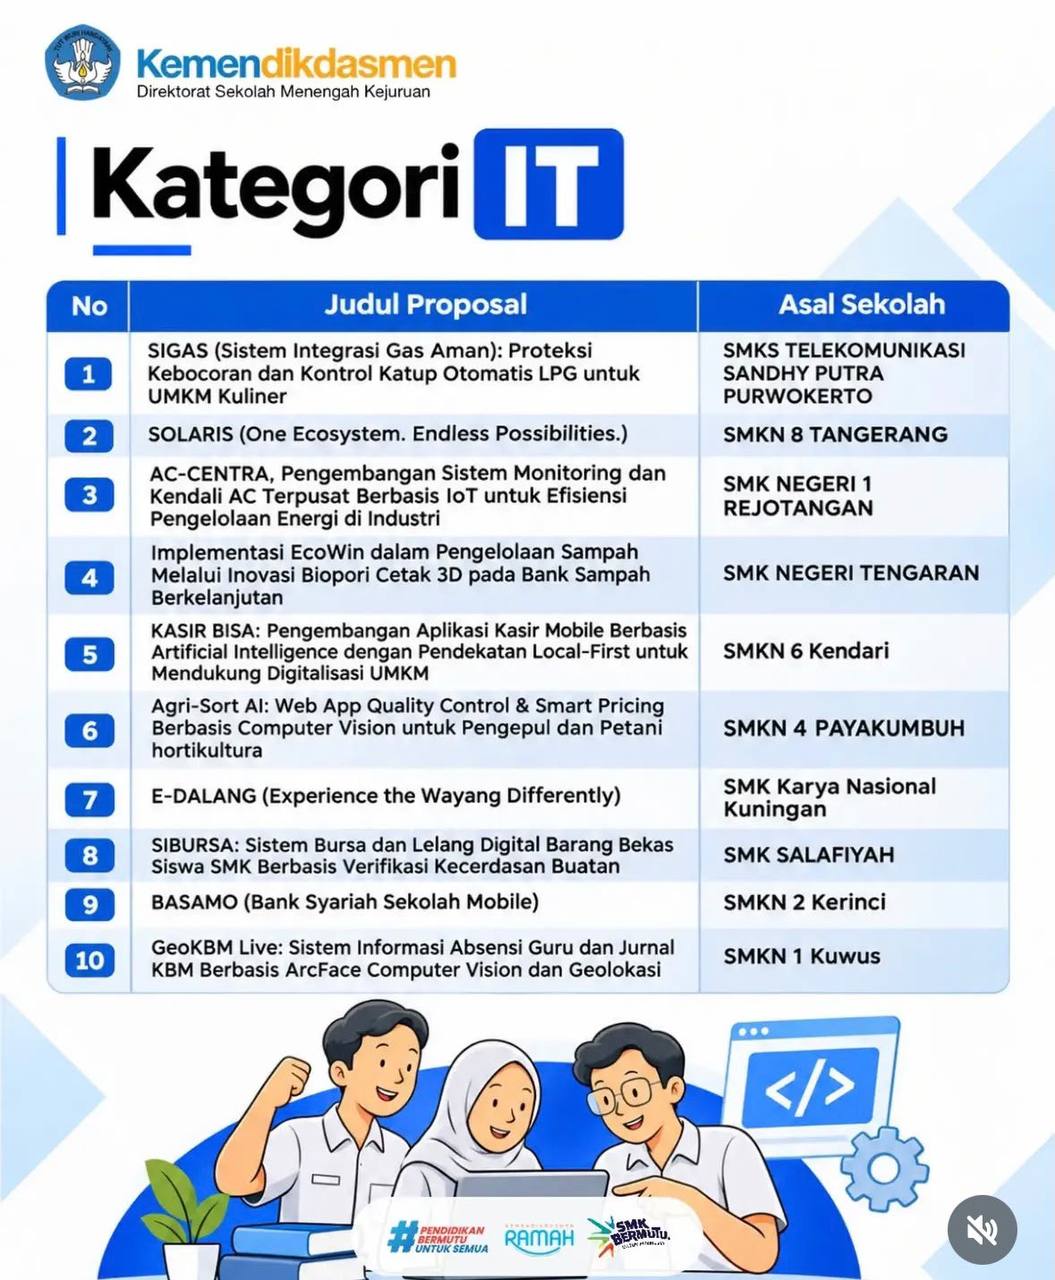 TUT WURI HANDAYANI
Kemendikdasmen
Direktorat Sekolah Menengah Kejuruan
Kategori IT
No
Judul Proposal
Asal Sekolah
1
SIGAS (Sistem Integrasi Gas Aman): Proteksi
Kebocoran dan Kontrol Katup Otomatis LPG untuk
UMKM Kuliner
SMKS TELEKOMUNIKASI
SANDHY PUTRA
PURWOKERTO
2
SOLARIS (One Ecosystem. Endless Possibilities.)
SMKN 8 TANGERANG
3
AC-CENTRA, Pengembangan Sistem Monitoring dan
Kendali AC Terpusat Berbasis IoT untuk Efisiensi
Pengelolaan Energi di Industri
SMK NEGERI 1
REJOTANGAN
4
Implementasi EcoWin dalam Pengelolaan Sampah
Melalui Inovasi Biopori Cetak 3D pada Bank Sampah
Berkelanjutan
SMK NEGERI TENGARAN
5
KASIR BISA: Pengembangan Aplikasi Kasir Mobile Berbasis
Artificial Intelligence dengan Pendekatan Local-First untuk
Mendukung Digitalisasi UMKM
SMKN 6 Kendari
6
Agri-Sort AI: Web App Quality Control & Smart Pricing
Berbasis Computer Vision untuk Pengepul dan Petani
hortikultura
SMKN 4 PAYAKUMBUH
7
E-DALANG (Experience the Wayang Differently)
SMK Karya Nasional
Kuningan
8
SIBURSA: Sistem Bursa dan Lelang Digital Barang Bekas
Siswa SMK Berbasis Verifikasi Kecerdasan Buatan
SMK SALAFIYAH
9
BASAMO (Bank Syariah Sekolah Mobile)
SMKN 2 Kerinci
10
GeoKBM Live: Sistem Informasi Absensi Guru dan Jurnal
KBM Berbasis ArcFace Computer Vision dan Geolokasi
SMKN 1 Kuwus
</>
#PENDIDIKAN
BERMUTU
UNTUK SEMUA
RAMAH
SMK
BERMUTU.